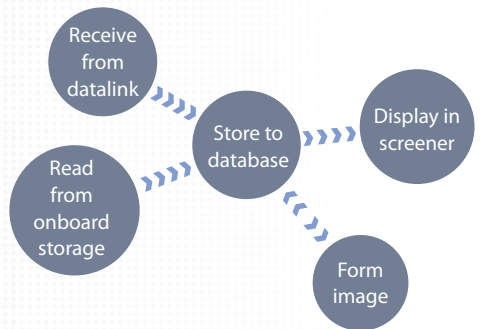 Receive
from
datalink
Read
from
onboard
storage
Store to
database
Display in
screener
Form
image